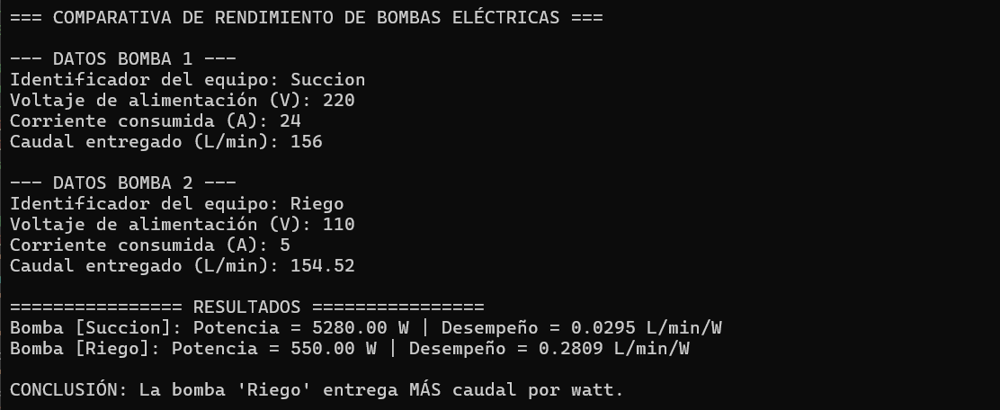 === COMPARATIVA DE RENDIMIENTO DE BOMBAS ELÉCTRICAS ===
--- DATOS BOMBA 1 ---
Identificador del equipo: Succion
Voltaje de alimentación (V): 220
Corriente consumida (A): 24
Caudal entregado (L/min): 156
--- DATOS BOMBA 2 ---
Identificador del equipo: Riego
Voltaje de alimentación (V): 110
Corriente consumida (A): 5
Caudal entregado (L/min): 154.52
================ RESULTADOS ================
Bomba [Succion]: Potencia = 5280.00 W | Desempeño = 0.0295 L/min/W
Bomba [Riego]: Potencia = 550.00 W | Desempeño = 0.2809 L/min/W
CONCLUSIÓN: La bomba 'Riego' entrega MÁS caudal por watt.